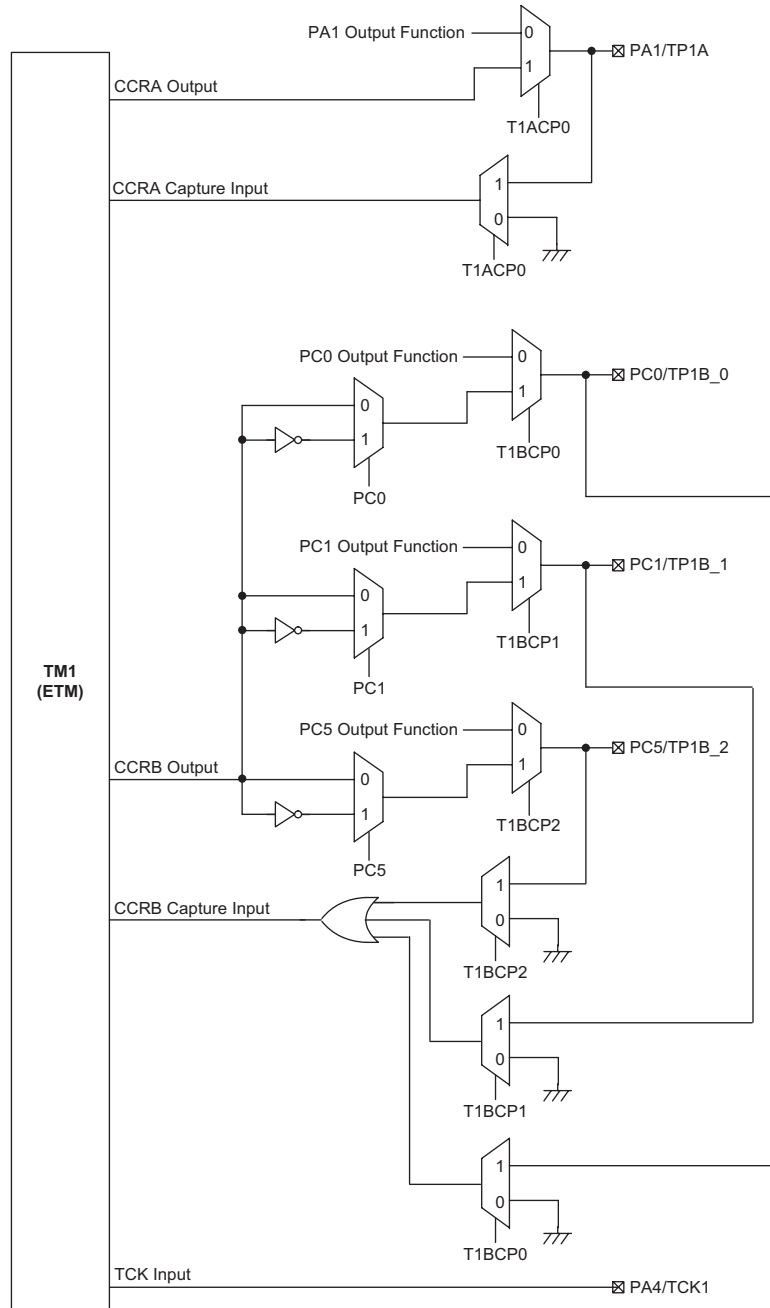 PA1 Output Function
0
1
PA1/TP1A
CCRA Output
T1ACP0
CCRA Capture Input
1
0
T1ACP0
PC0 Output Function
0
1
PC0/TP1B_0
0
1
T1BCP0
PC0
PC1 Output Function
0
1
PC1/TP1B_1
0
1
T1BCP1
PC1
TM1
(ETM)
PC5 Output Function
0
1
PC5/TP1B_2
CCRB Output
0
1
T1BCP2
PC5
CCRB Capture Input
1
0
T1BCP2
1
0
T1BCP1
1
0
T1BCP0
TCK Input
PA4/TCK1